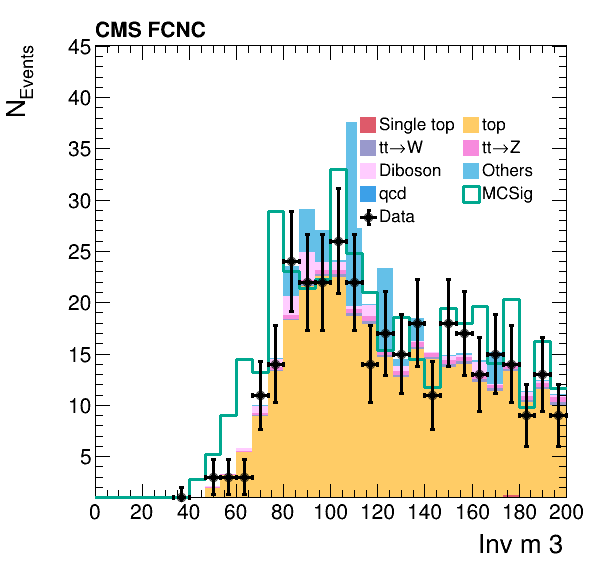 CMS FCNC
N_Events
45
40
35
30
25
20
15
10
5
Single top top
tt→W tt→Z
Diboson Others
qcd MCSig
Data
0 20 40 60 80 100 120 140 160 180 200
Inv m 3